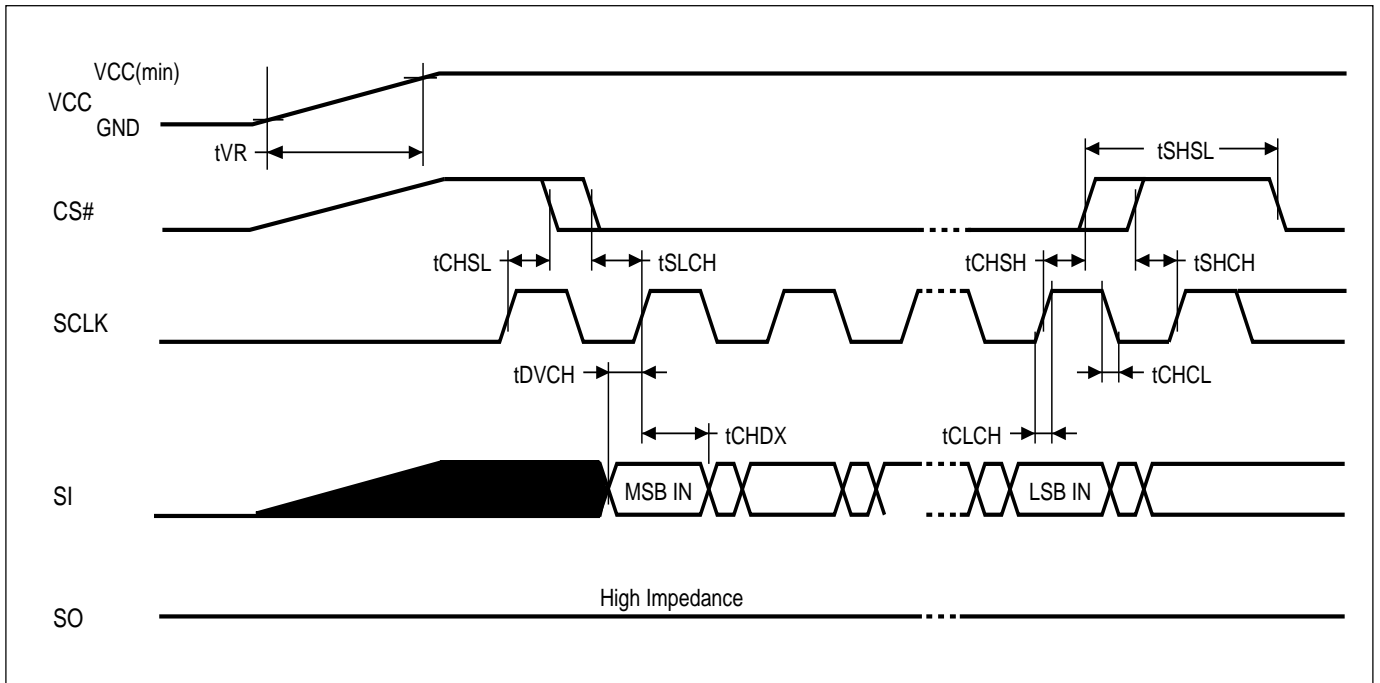 VCC(min)
VCC
GND
tVR
tSHSL
CS#
tCHSL
tSLCH
tCHSH
tSHCH
SCLK
tDVCH
tCHCL
tCHDX
tCLCH
SI
MSB IN
LSB IN
High Impedance
SO